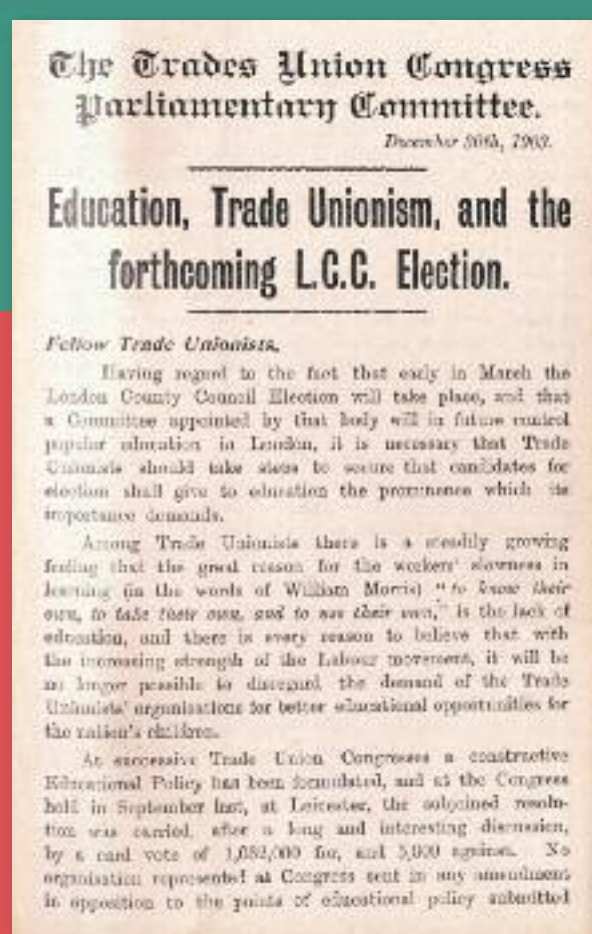 The Trades Union Congress
Parliamentary Committee.
December 30th, 1903.
Education, Trade Unionism, and the
forthcoming L.C.C. Election.
Fellow Trade Unionists,
Having regard to the fact that early in March the
London County Council Election will take place, and that
a Committee appointed by that body will in future control
popular education in London, it is necessary that Trade
Unionists should take steps to secure that candidates for
election shall give to education the prominence which its
importance demands.
Among Trade Unionists there is a steadily growing
feeling that the great reason for the workers' slowness in
learning (in the words of William Morris) "to know their
own, to take their own, and to use their own," is the lack of
education, and there is every reason to believe that with
the increasing strength of the Labour movement, it will be
no longer possible to disregard the demand of the Trade
Unionists' organisations for better educational opportunities for
the nation's children.
At successive Trade Union Congresses a constructive
Educational Policy has been formulated, and at the Congress
held in September last, at Leicester, the subjoined resolu-
tion was carried, after a long and interesting discussion,
by a card vote of for, and 5,000 against. No
organisation represented at Congress sent in any amendment
in opposition to the points of educational policy submitted